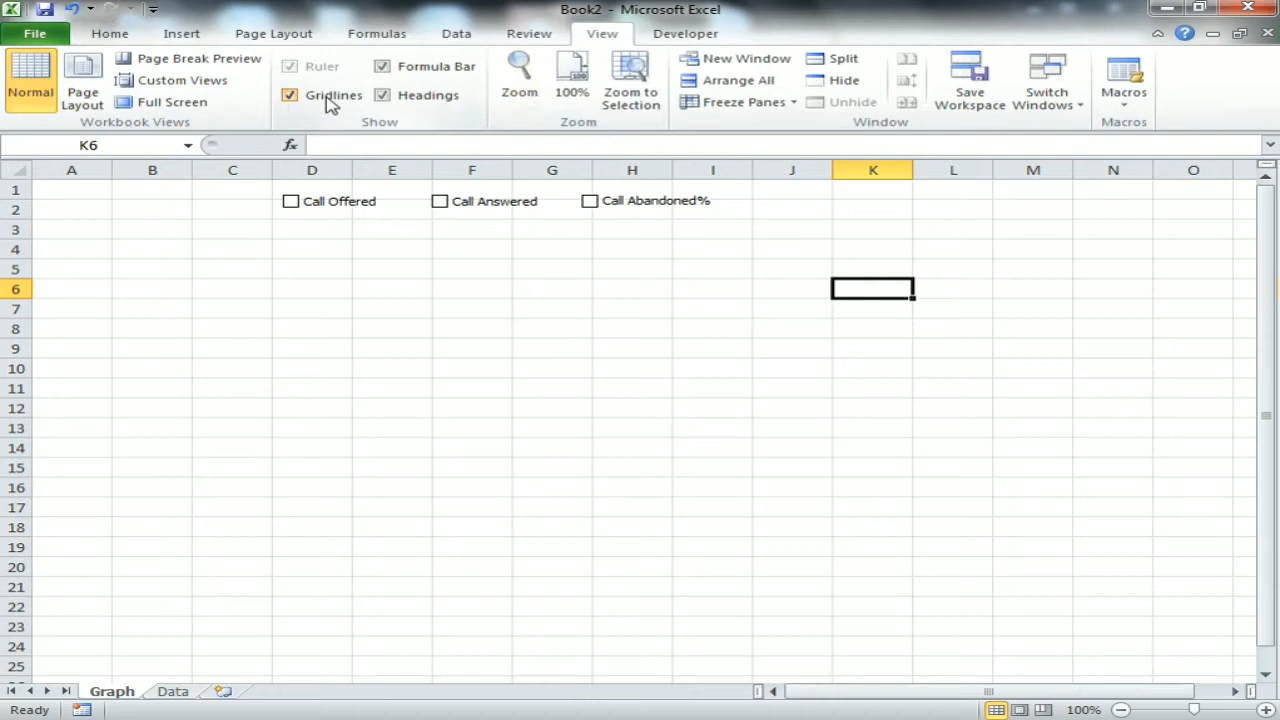 Book2 - Microsoft Excel
File Home Insert Page Layout Formulas Data Review View Developer
Normal
Page Layout
Page Break Preview
Custom Views
Full Screen
Workbook Views
Ruler
Formula Bar
Gridlines
Headings
Show
Zoom
100%
Zoom to Selection
Zoom
New Window
Arrange All
Freeze Panes
Split
Hide
Unhide
Save Workspace
Switch Windows
Window
Macros
Macros
K6
fx
A B C D E F G H I J K L M N O
1
Call Offered Call Answered Call Abandoned%
2
3
4
5
6
7
8
9
10
11
12
13
14
15
16
17
18
19
20
21
22
23
24
25
Graph Data
Ready 100%